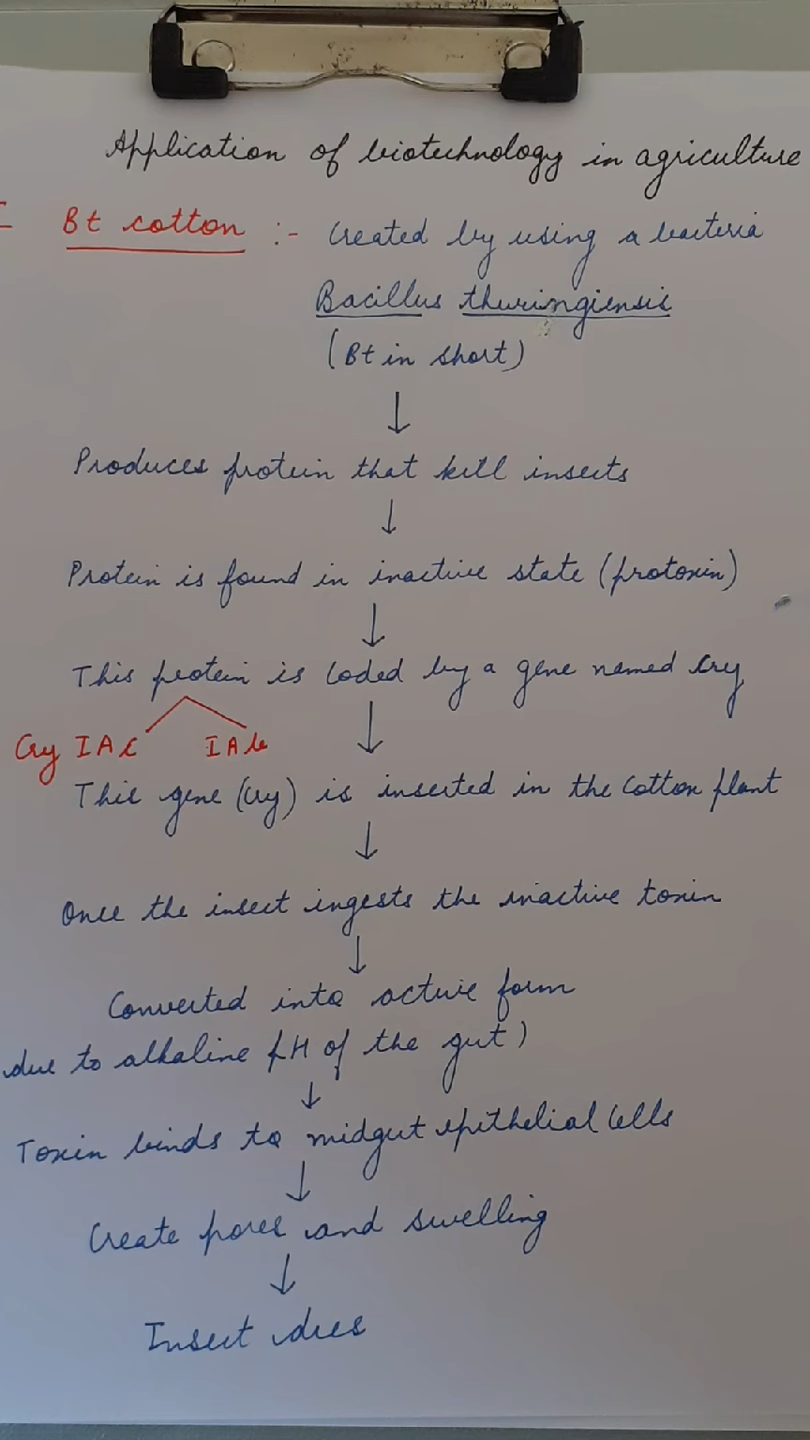 Application of biotechnology in agriculture
I Bt cotton :- Created by using a bacteria
Bacillus thuringiensis
(Bt in short)
↓
Produces protein that kill insects
↓
Protein is found in inactive state (protoxin)
↓
This protein is coded by a gene named cry
Cry IAc IAb
↓
This gene (cry) is inserted in the cotton plant
↓
Once the insect ingests the inactive toxin
↓
Converted into active form
due to alkaline pH of the gut)
↓
Toxin binds to midgut epithelial cells
↓
Create pores and swelling
↓
Insect dies